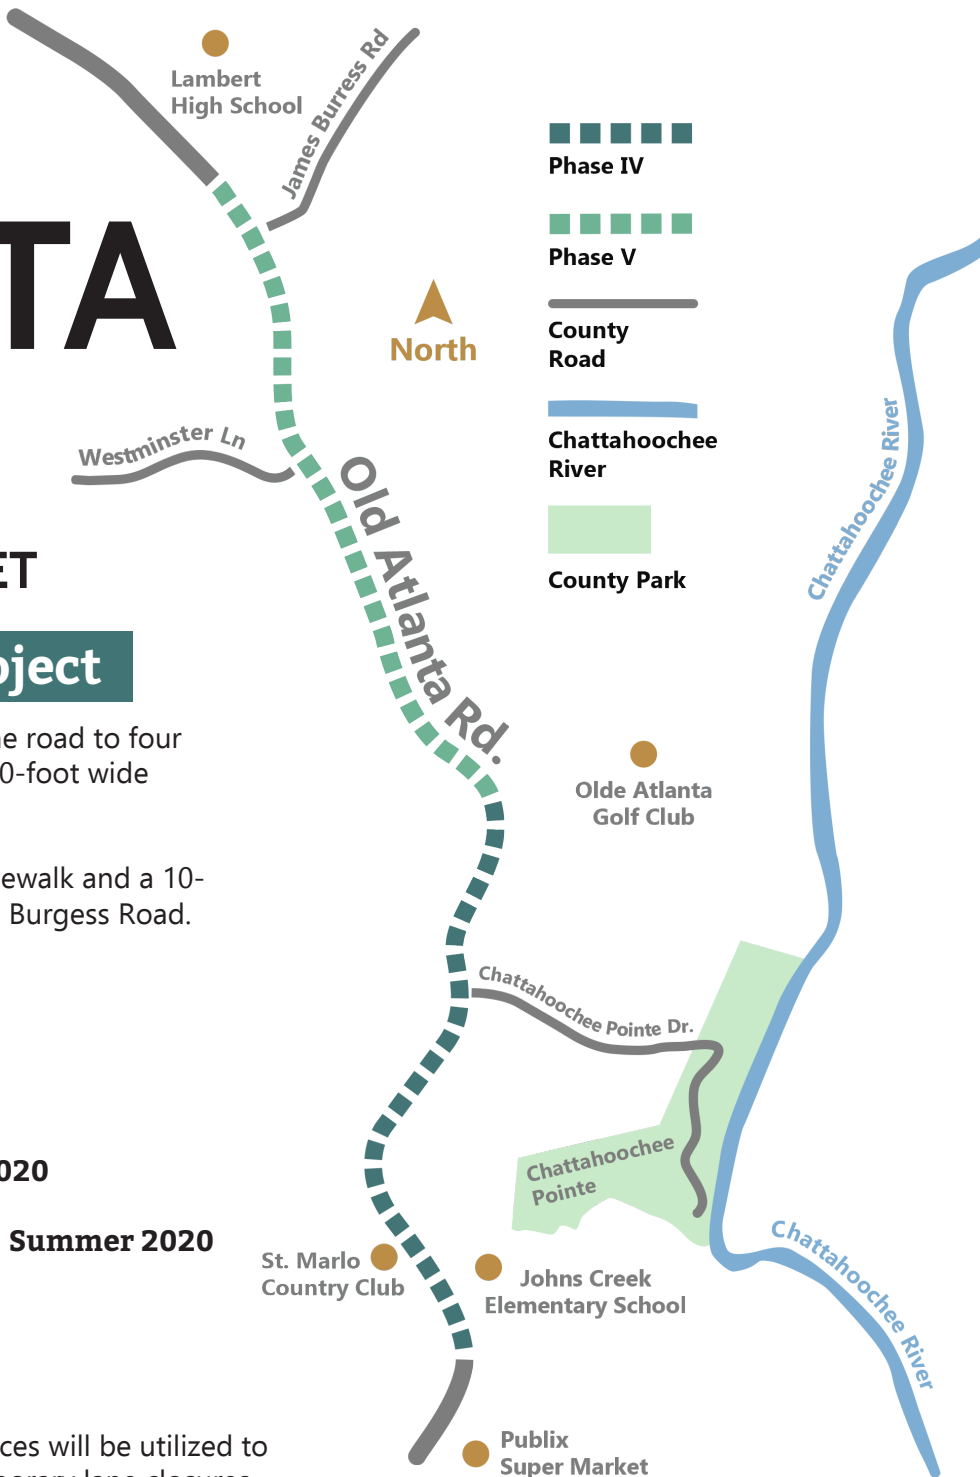 Lambert
High School
James Burress Rd
Phase IV
TA
Phase V
North
County
Road
Westminster Ln
Chattahoochee
River
Chattahoochee River
Old Atlanta Rd.
ET
County Park
oject
e road to four
0-foot wide
Olde Atlanta
Golf Club
ewalk and a 10-
Burgess Road.
Chattahoochee Pointe Dr.
Chattahoochee
Pointe
020
Summer 2020
St. Marlo
Country Club
Johns Creek
Elementary School
Chattahoochee River
ces will be utilized to
Publix
Super Market
orary lane closures